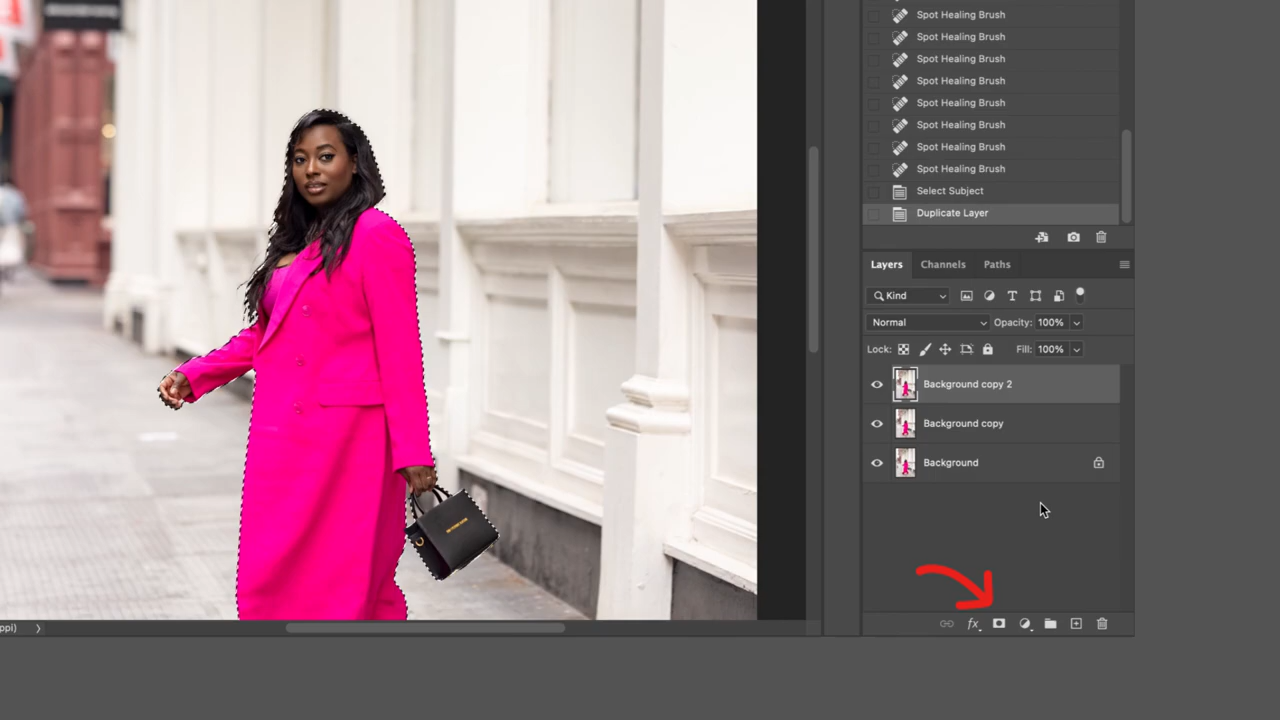 Spot Healing Brush
Spot Healing Brush
Spot Healing Brush
Spot Healing Brush
Spot Healing Brush
Spot Healing Brush
Spot Healing Brush
Spot Healing Brush
Select Subject
Duplicate Layer
Layers Channels Paths
Kind
Normal Opacity: 100%
Lock: Fill: 100%
Background copy 2
Background copy
Background
fx
ppi)